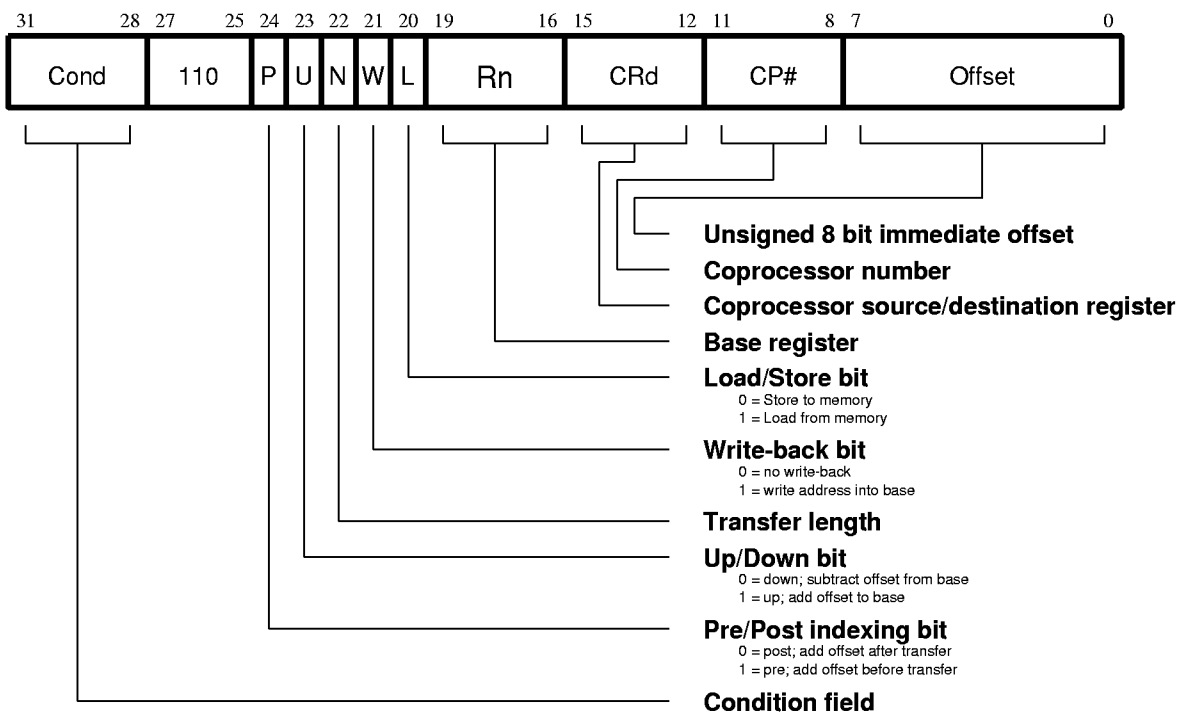 31 28 27 25 24 23 22 21 20 19 16 15 12 11 8 7 0
Cond 110 P U N W L Rn CRd CP# Offset
Unsigned 8 bit immediate offset
Coprocessor number
Coprocessor source/destination register
Base register
Load/Store bit
0 = Store to memory
1 = Load from memory
Write-back bit
0 = no write-back
1 = write address into base
Transfer length
Up/Down bit
0 = down; subtract offset from base
1 = up; add offset to base
Pre/Post indexing bit
0 = post; add offset after transfer
1 = pre; add offset before transfer
Condition field